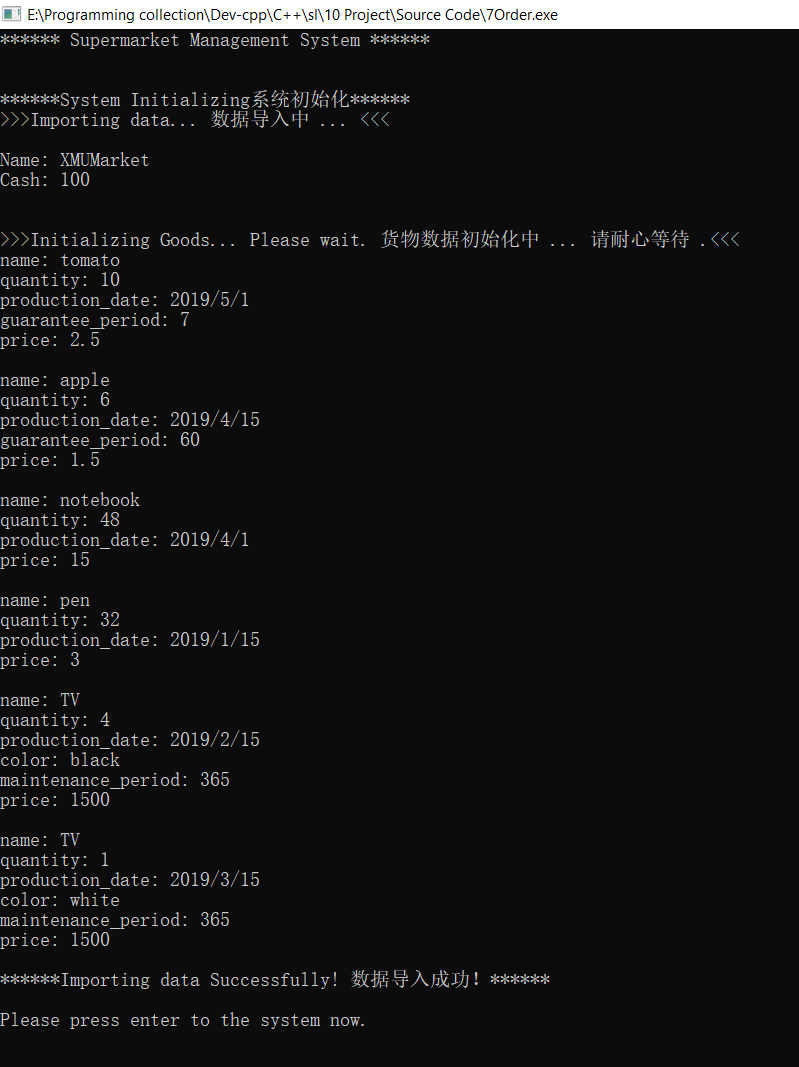 E:\Programming collection\Dev-cpp\C++\sl\10 Project\Source Code\7Order.exe
****** Supermarket Management System ******
******System Initializing系统初始化******
>>>Importing data... 数据导入中 ... <<<
Name: XMUMarket
Cash: 100
>>>Initializing Goods... Please wait. 货物数据初始化中 ... 请耐心等待 .<<<
name: tomato
quantity: 10
production_date: 2019/5/1
guarantee_period: 7
price: 2.5
name: apple
quantity: 6
production_date: 2019/4/15
guarantee_period: 60
price: 1.5
name: notebook
quantity: 48
production_date: 2019/4/1
price: 15
name: pen
quantity: 32
production_date: 2019/1/15
price: 3
name: TV
quantity: 4
production_date: 2019/2/15
color: black
maintenance_period: 365
price: 1500
name: TV
quantity: 1
production_date: 2019/3/15
color: white
maintenance_period: 365
price: 1500
******Importing data Successfully! 数据导入成功! ******
Please press enter to the system now.